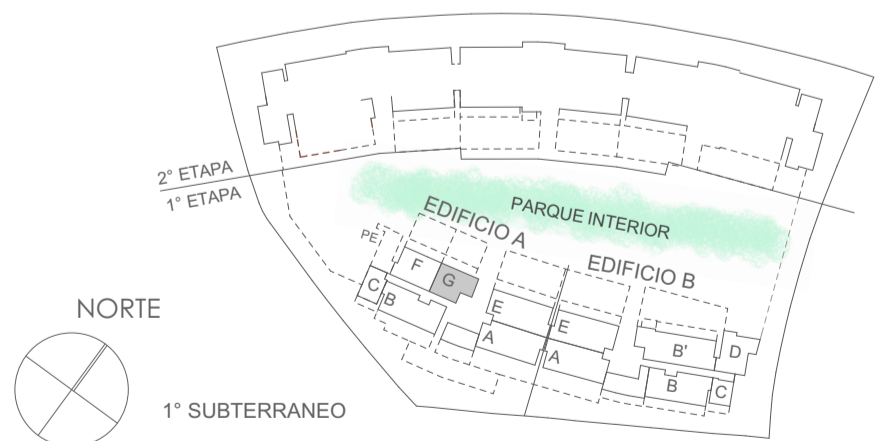 2° ETAPA
1° ETAPA
PARQUE INTERIOR
EDIFICIO A
EDIFICIO B
PE
F
G
C
B
E
E
A
A
B'
D
B
C
NORTE
1° SUBTERRANEO